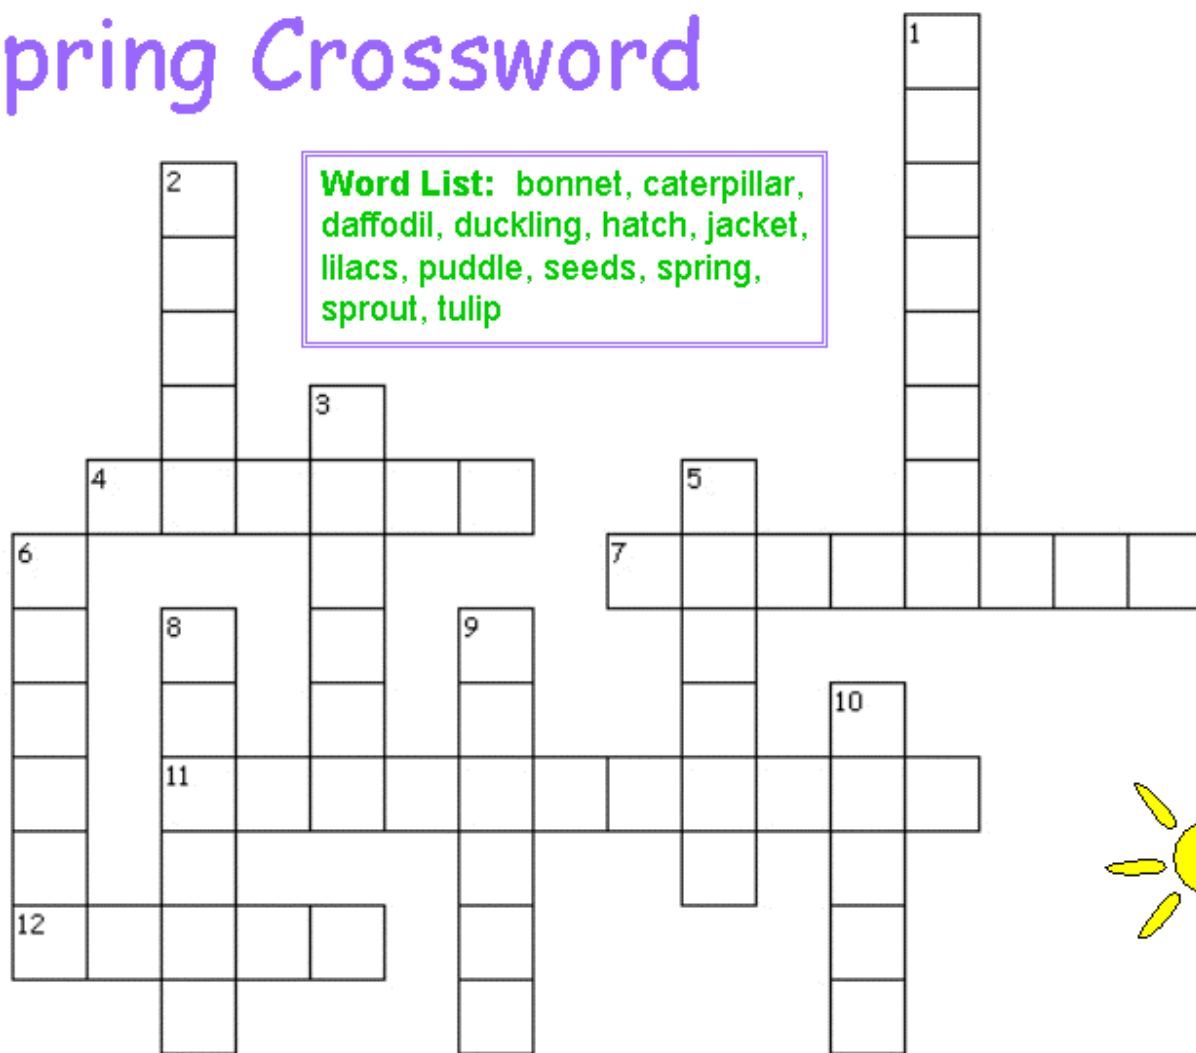 pring Crossword
1
2
Word List: bonnet, caterpillar,
daffodil, duckling, hatch, jacket,
lilacs, puddle, seeds, spring,
sprout, tulip
3
4
5
6
7
8
9
10
11
12